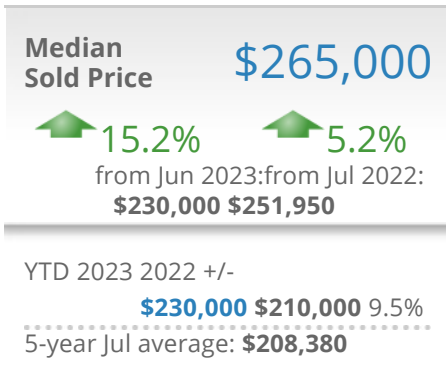 Median
Sold Price
$265,000
15.2%
5.2%
from Jun 2023:from Jul 2022:
$230,000 $251,950
YTD 2023 2022 +/-
$230,000 $210,000 9.5%
5-year Jul average: $208,380